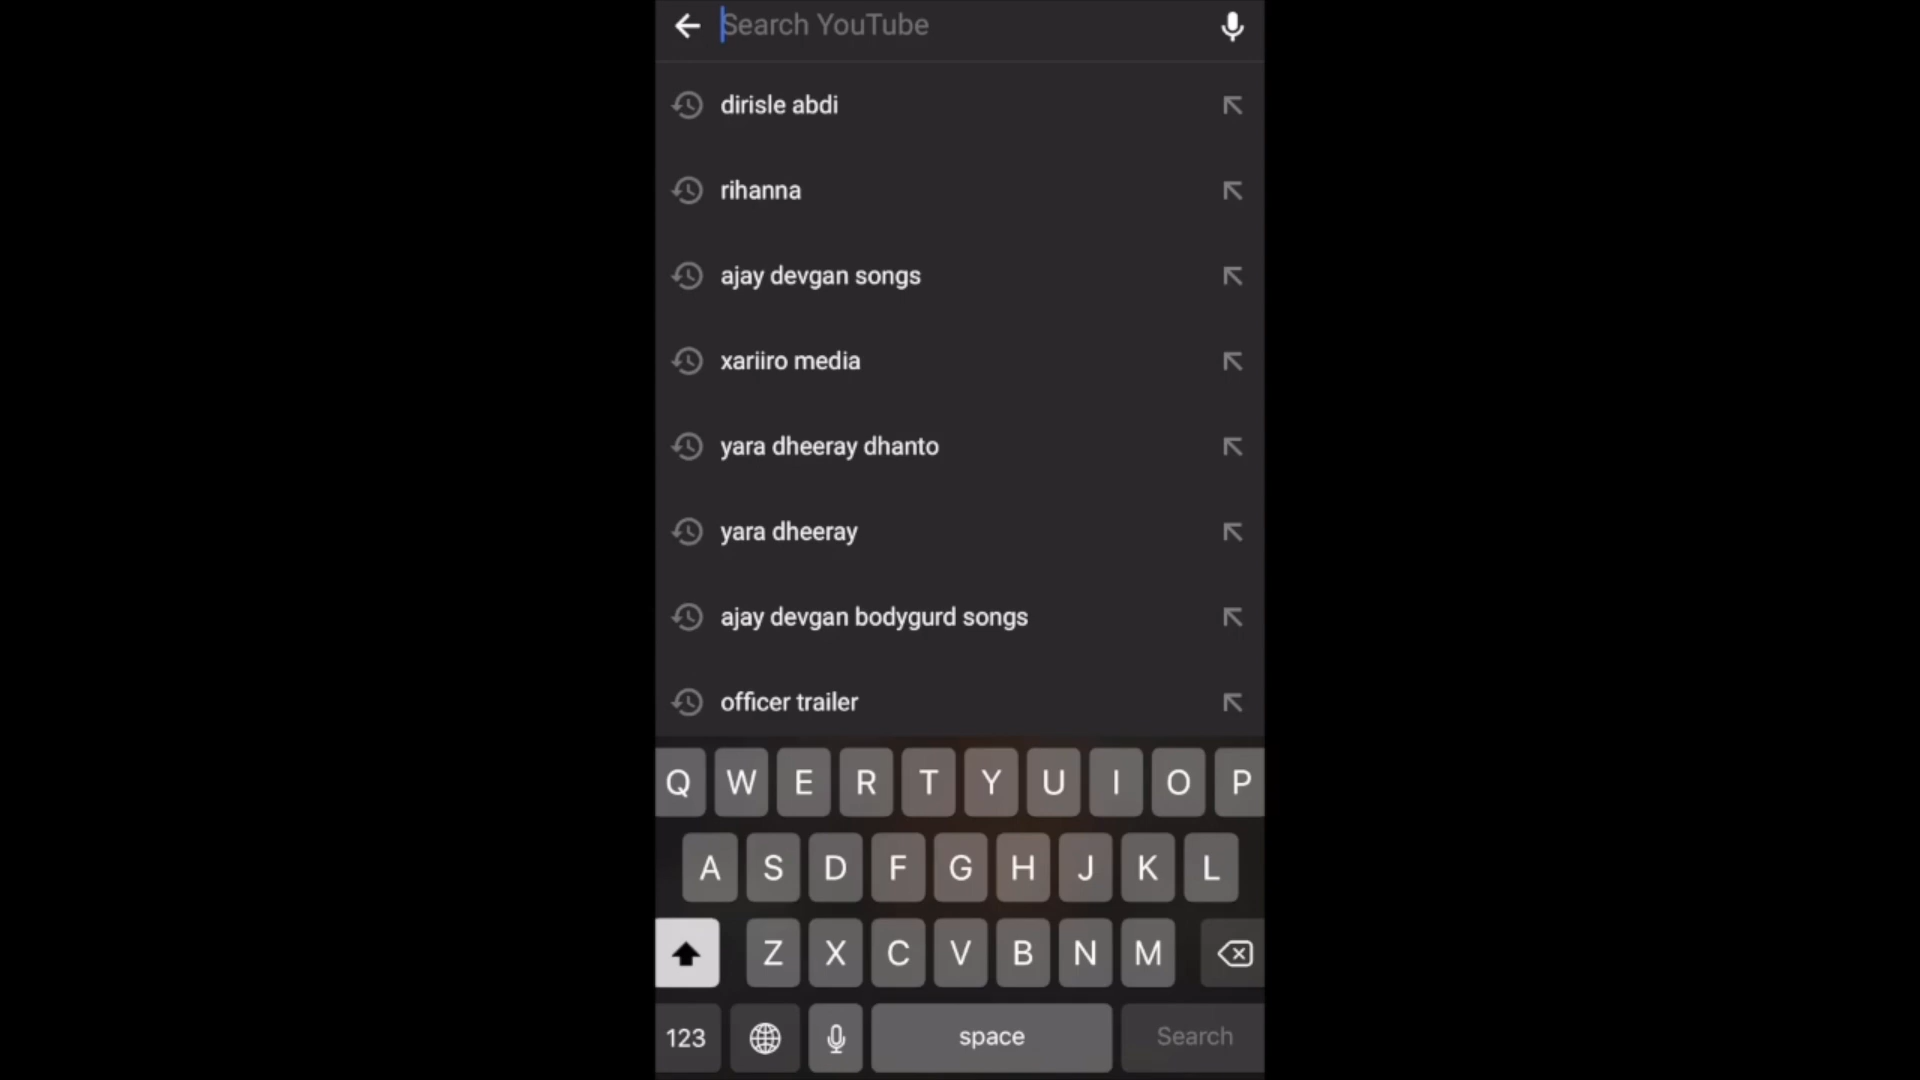 Search YouTube
dirisle abdi
rihanna
ajay devgan songs
xariiro media
yara dheeray dhanto
yara dheeray
ajay devgan bodygurd songs
officer trailer
Q W E R T Y U I O P
A S D F G H J K L
Z X C V B N M
123 space Search